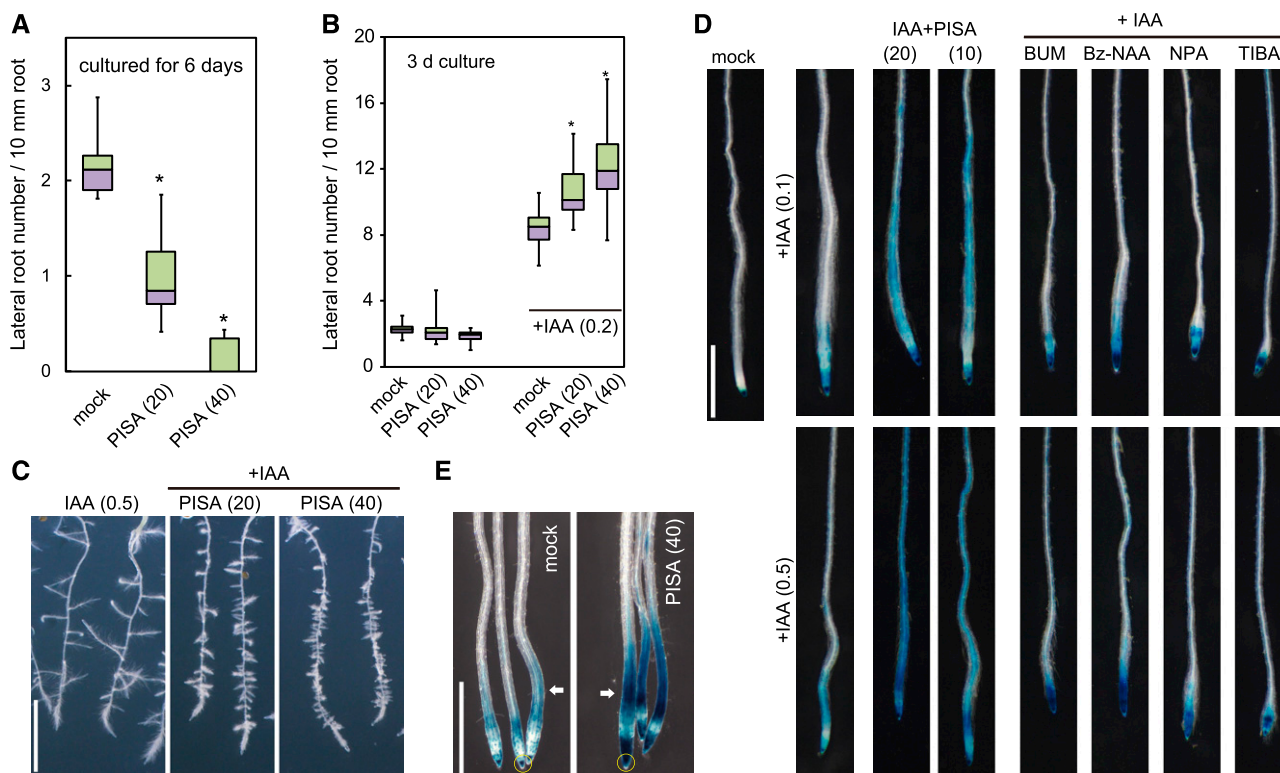 A
Lateral root number / 10 mm root
3
2
1
0
cultured for 6 days
*
*
mock
PISA (20)
PISA (40)
B
Lateral root number / 10 mm root
20
16
12
8
4
0
3 d culture
*
*
+IAA (0.2)
mock
PISA (20)
PISA (40)
mock
PISA (20)
PISA (40)
C
+IAA
IAA (0.5)
PISA (20)
PISA (40)
D
mock
IAA+PISA
(20)
(10)
+ IAA
BUM
Bz-NAA
NPA
TIBA
+IAA (0.1)
+IAA (0.5)
E
mock
PISA (40)